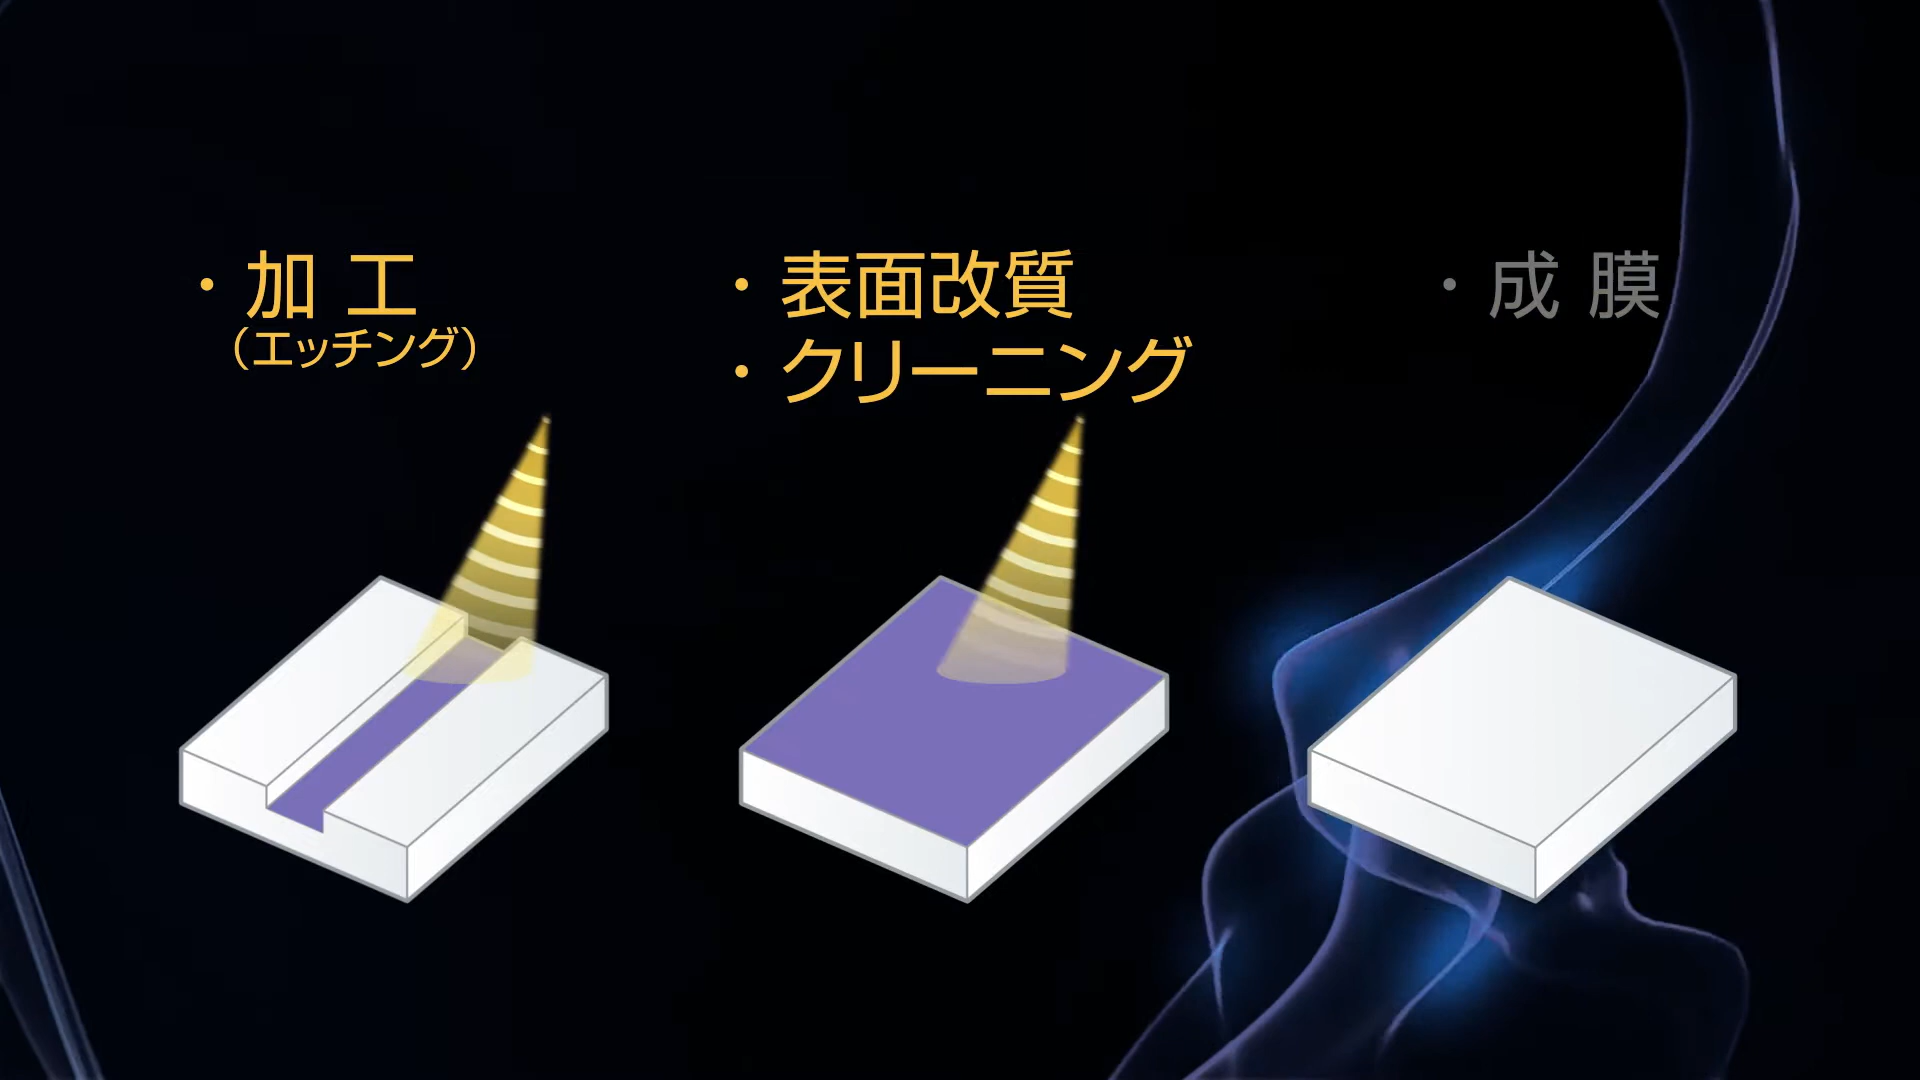 ・加 工
（エッチング）
・表面改質
・クリーニング
・成 膜